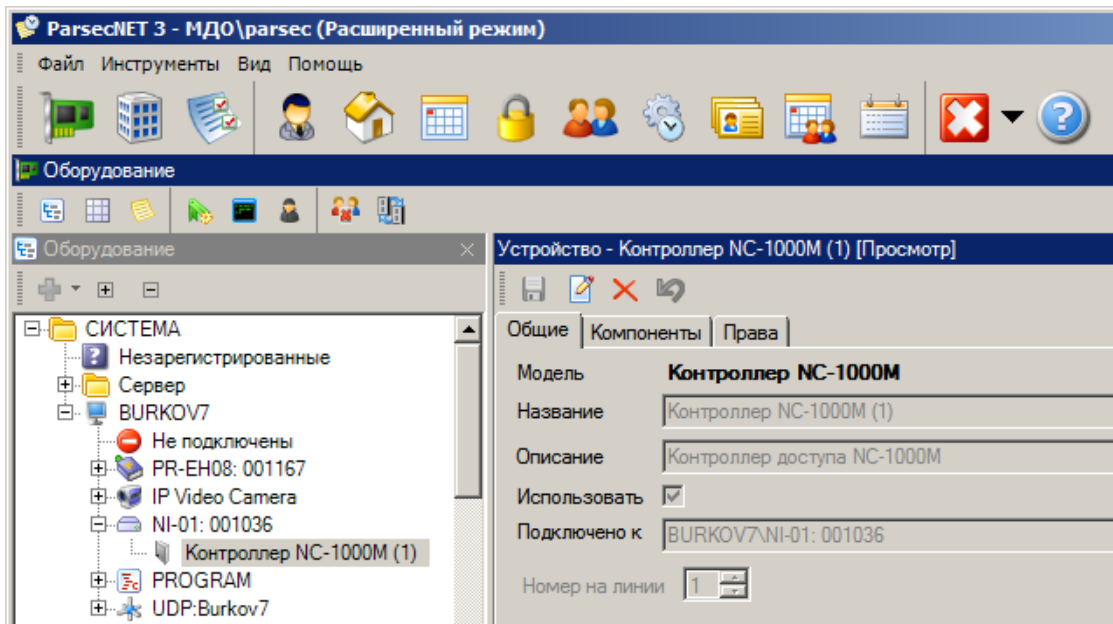 ParsecNET 3 - МДО\parsec (Расширенный режим)
Файл Инструменты Вид Помощь
Оборудование
Оборудование
Устройство - Контроллер NC-1000M (1) [Просмотр]
СИСТЕМА
Незарегистрированные
Сервер
BURKOV7
Не подключены
PR-EH08: 001167
IP Video Camera
NI-01: 001036
Контроллер NC-1000M (1)
PROGRAM
UDP:Burkov7
Общие Компоненты Права
Модель Контроллер NC-1000M
Название Контроллер NC-1000M (1)
Описание Контроллер доступа NC-1000M
Использовать
Подключено к BURKOV7\NI-01: 001036
Номер на линии 1